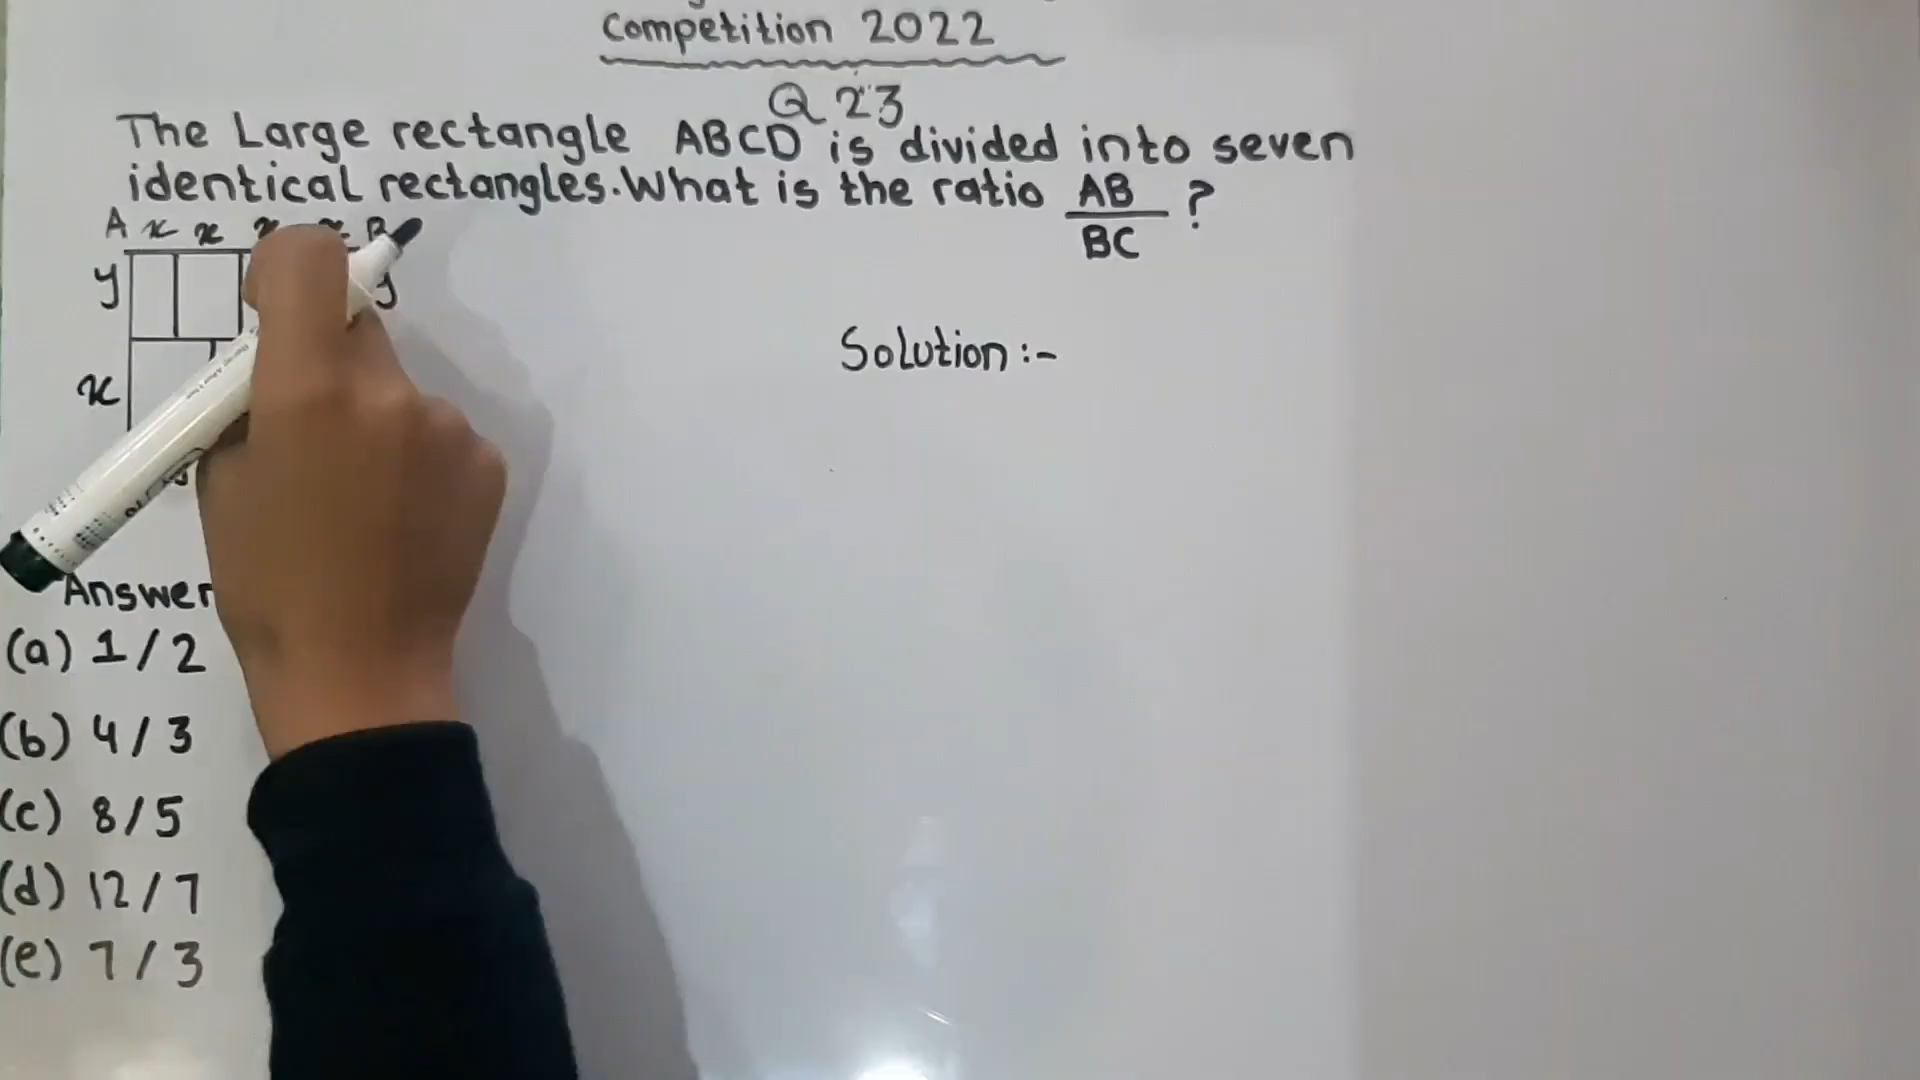 Competition 2022
Q 23
The Large rectangle ABCD is divided into seven
identical rectangles. What is the ratio AB
BC
?
A x x x x B
y
y
x
Solution :-
Answer
(a) 1/2
(b) 4/3
(c) 8/5
(d) 12/7
(e) 7/3